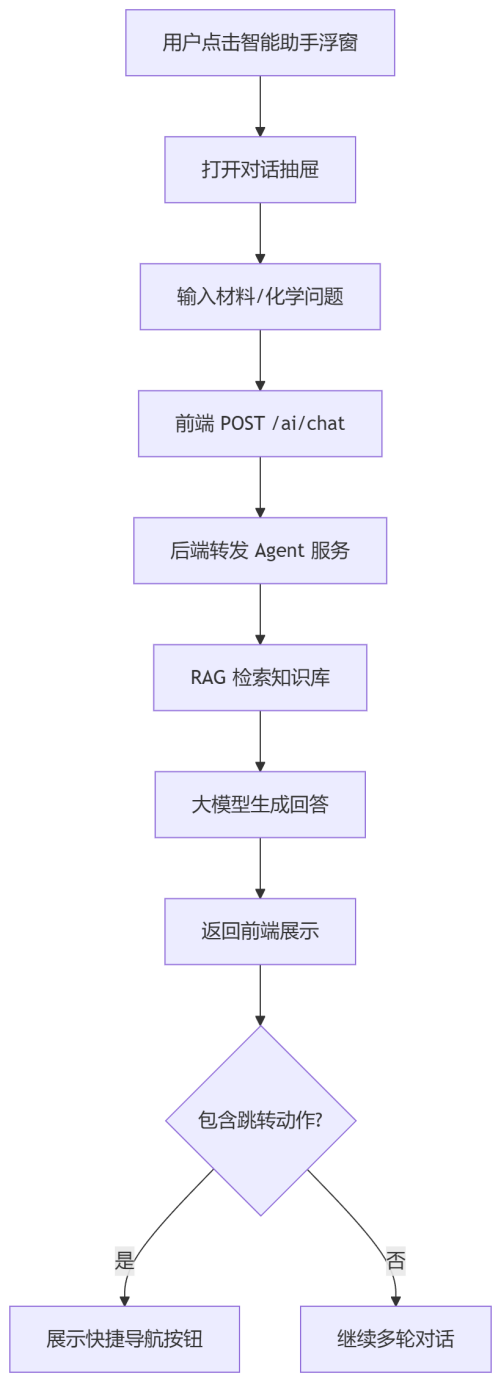 用户点击智能助手浮窗
打开对话抽屉
输入材料/化学问题
前端 POST /ai/chat
后端转发 Agent 服务
RAG 检索知识库
大模型生成回答
返回前端展示
包含跳转动作?
是
否
展示快捷导航按钮
继续多轮对话